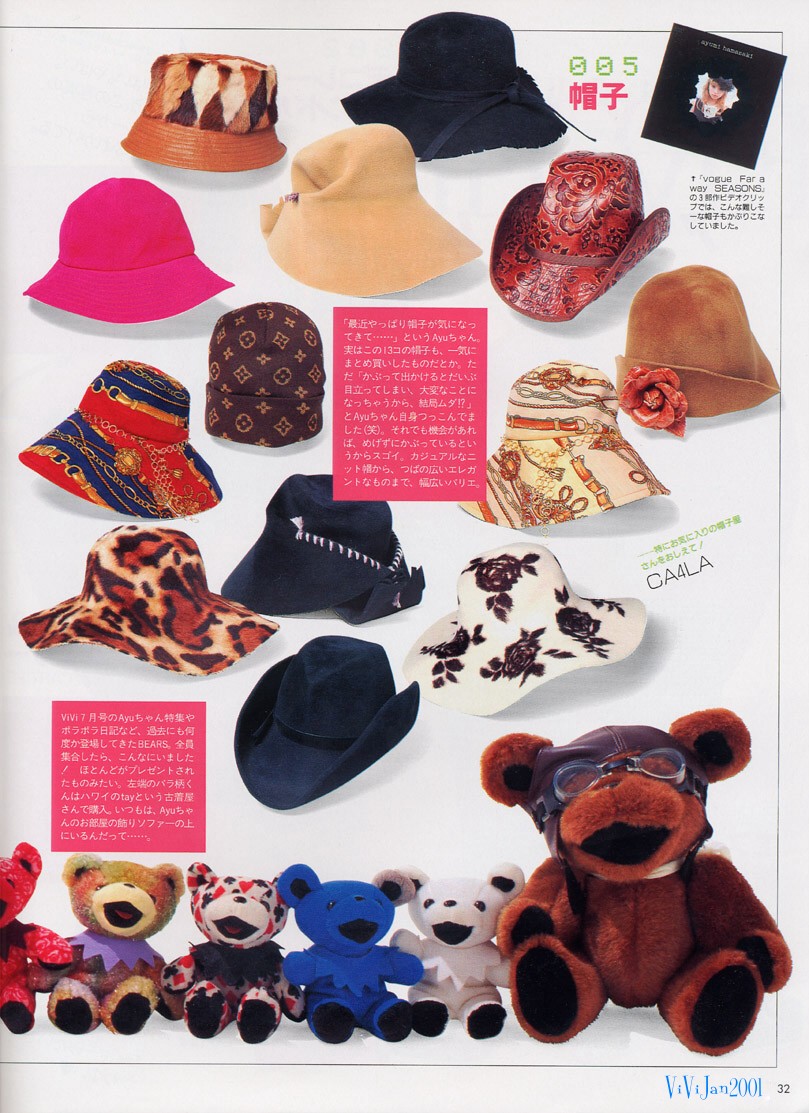 005
帽子
ayumi hamasaki
↑「vogue Far a
way SEASONS」
の3部作ビデオクリッ
プでは、こんな難しそ
ーな帽子もかぶりこな
していました。
「最近やっぱり帽子が気になっ
てきて……」というAyuちゃん。
実はこの13コの帽子も、一気に
まとめ買いしたものだとか。た
だ「かぶって出かけるとだいぶ
目立ってしまい、大変なことに
なっちゃうから、結局ムダ!?」
とAyuちゃん自身つっこんでま
した(笑)。それでも機会があれ
ば、めげずにかぶっているとい
うからスゴイ。カジュアルなニ
ット帽から、つばの広いエレガ
ントなものまで、幅広いバリエ。
——特にお気に入りの帽子屋
さんをおしえて!
CA4LA
ViVi7月号のAyuちゃん特集や
ポラポラ日記など、過去にも何
度か登場してきたBEARS。全員
集合したら、こんなにいました
! ほとんどがプレゼントされ
たものみたい。左端のバラ柄く
んはハワイのtayという古着屋
さんで購入。いつもは、Ayuちゃ
んのお部屋の飾りソファーの上
にいるんだって……。
ViViJan2001
32